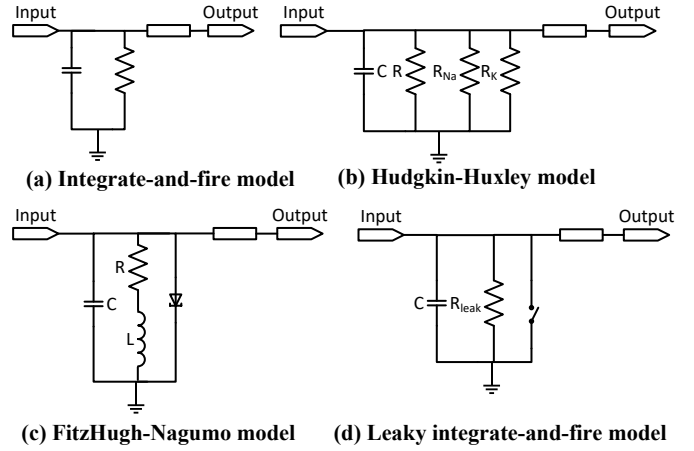 Input Output
(a) Integrate-and-fire model
Input Output
C R R_Na R_K
(b) Hudgkin-Huxley model
Input Output
R
C
L
(c) FitzHugh-Nagumo model
Input Output
C R_leak
(d) Leaky integrate-and-fire model